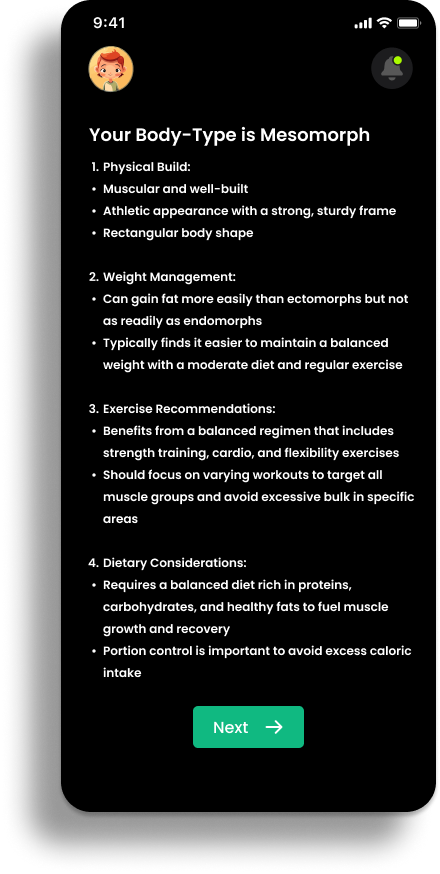 9:41
Your Body-Type is Mesomorph
1. Physical Build:
• Muscular and well-built
• Athletic appearance with a strong, sturdy frame
• Rectangular body shape
2. Weight Management:
• Can gain fat more easily than ectomorphs but not
as readily as endomorphs
• Typically finds it easier to maintain a balanced
weight with a moderate diet and regular exercise
3. Exercise Recommendations:
• Benefits from a balanced regimen that includes
strength training, cardio, and flexibility exercises
• Should focus on varying workouts to target all
muscle groups and avoid excessive bulk in specific
areas
4. Dietary Considerations:
• Requires a balanced diet rich in proteins,
carbohydrates, and healthy fats to fuel muscle
growth and recovery
• Portion control is important to avoid excess caloric
intake
Next →